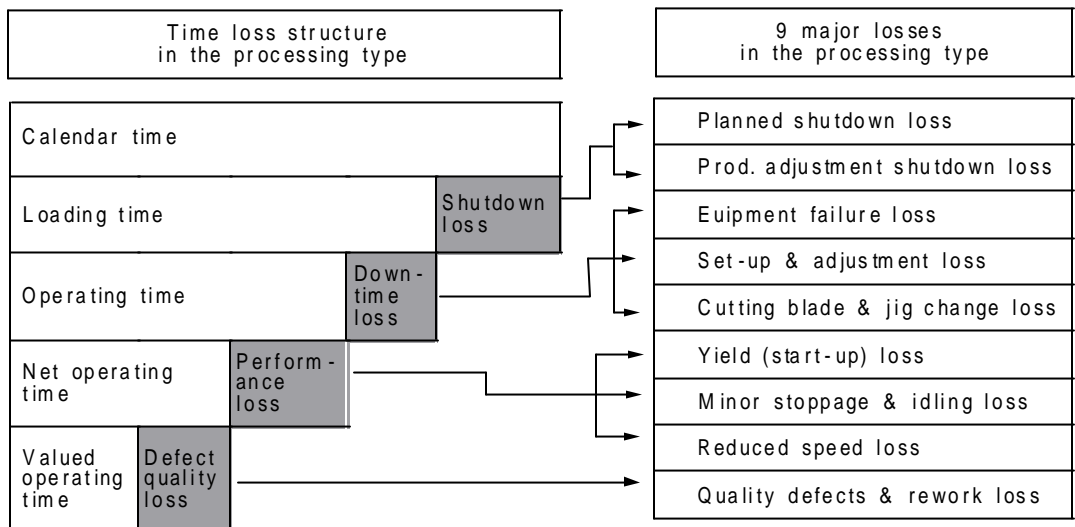 Time loss structure
in the processing type
9 major losses
in the processing type
Calendar time
Loading time
Shutdown
loss
Operating time
Down-
time
loss
Net operating
time
Perform-
ance
loss
Valued
operating
time
Defect
quality
loss
Planned shutdown loss
Prod. adjustment shutdown loss
Euipment failure loss
Set-up & adjustment loss
Cutting blade & jig change loss
Yield (start-up) loss
Minor stoppage & idling loss
Reduced speed loss
Quality defects & rework loss